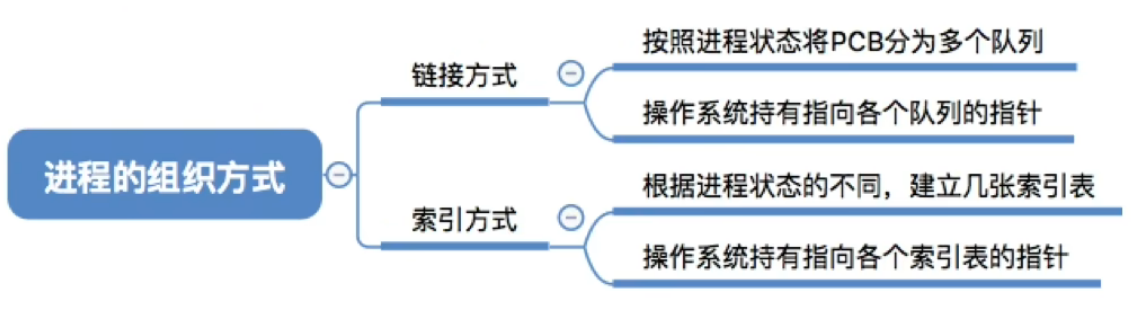 进程的组织方式
链接方式
按照进程状态将PCB分为多个队列
操作系统持有指向各个队列的指针
索引方式
根据进程状态的不同，建立几张索引表
操作系统持有指向各个索引表的指针